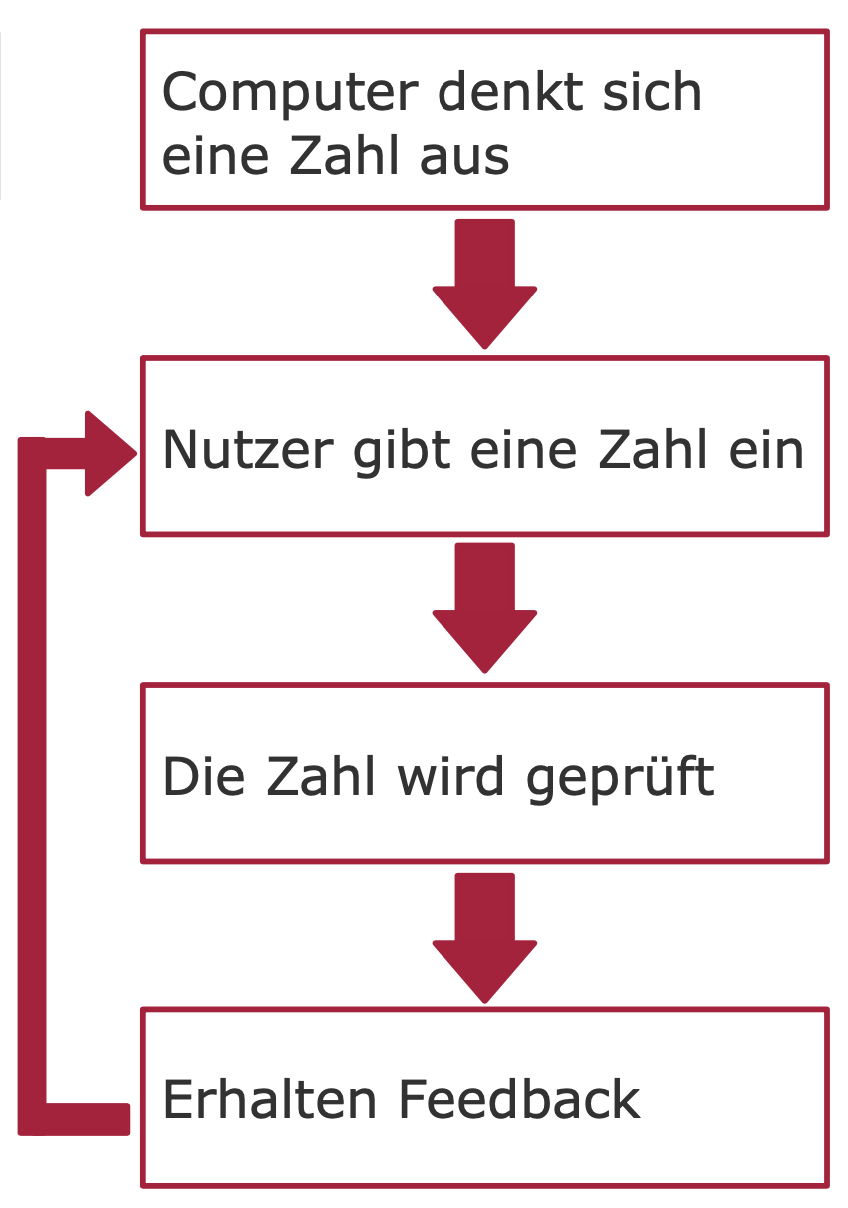 Computer denkt sich
eine Zahl aus
Nutzer gibt eine Zahl ein
Die Zahl wird geprüft
Erhalten Feedback